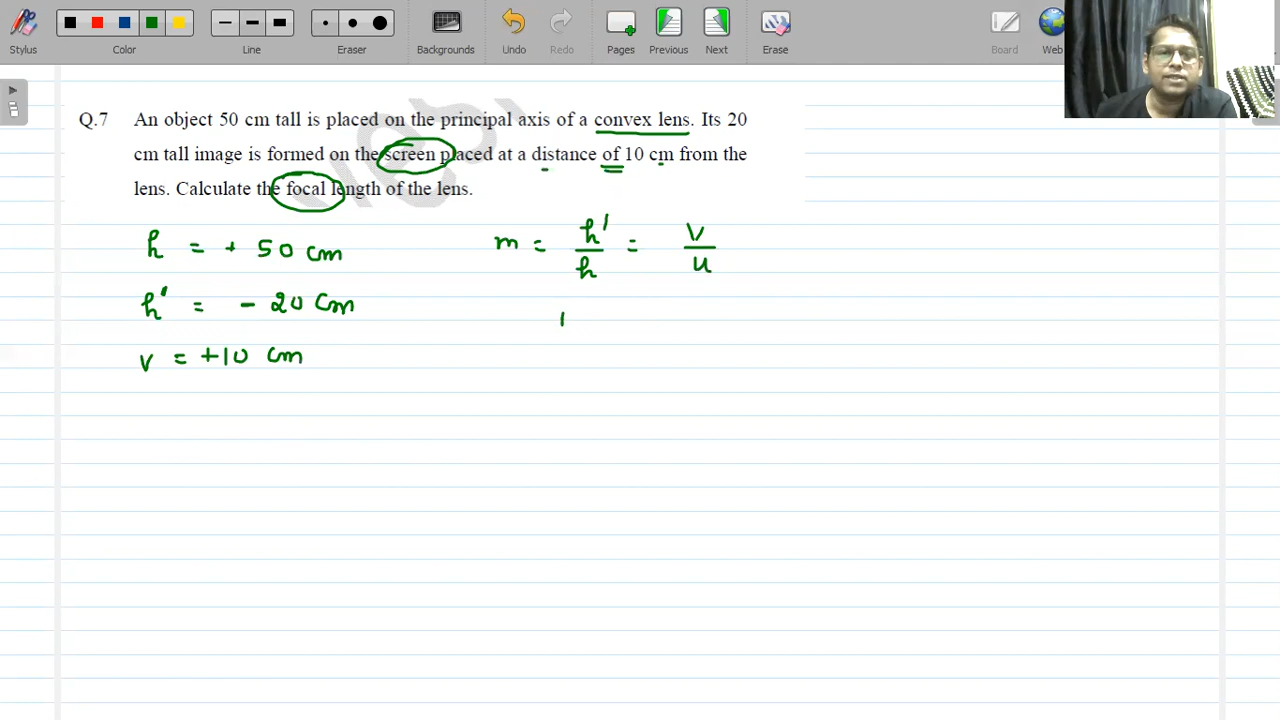 Stylus Color Line Eraser Backgrounds Undo Redo Pages Previous Next Erase Board Web
Q.7 An object 50 cm tall is placed on the principal axis of a convex lens. Its 20
cm tall image is formed on the screen placed at a distance of 10 cm from the
lens. Calculate the focal length of the lens.
h = + 50 cm
h' = - 20 cm
v = +10 cm
m = h'/h = v/u